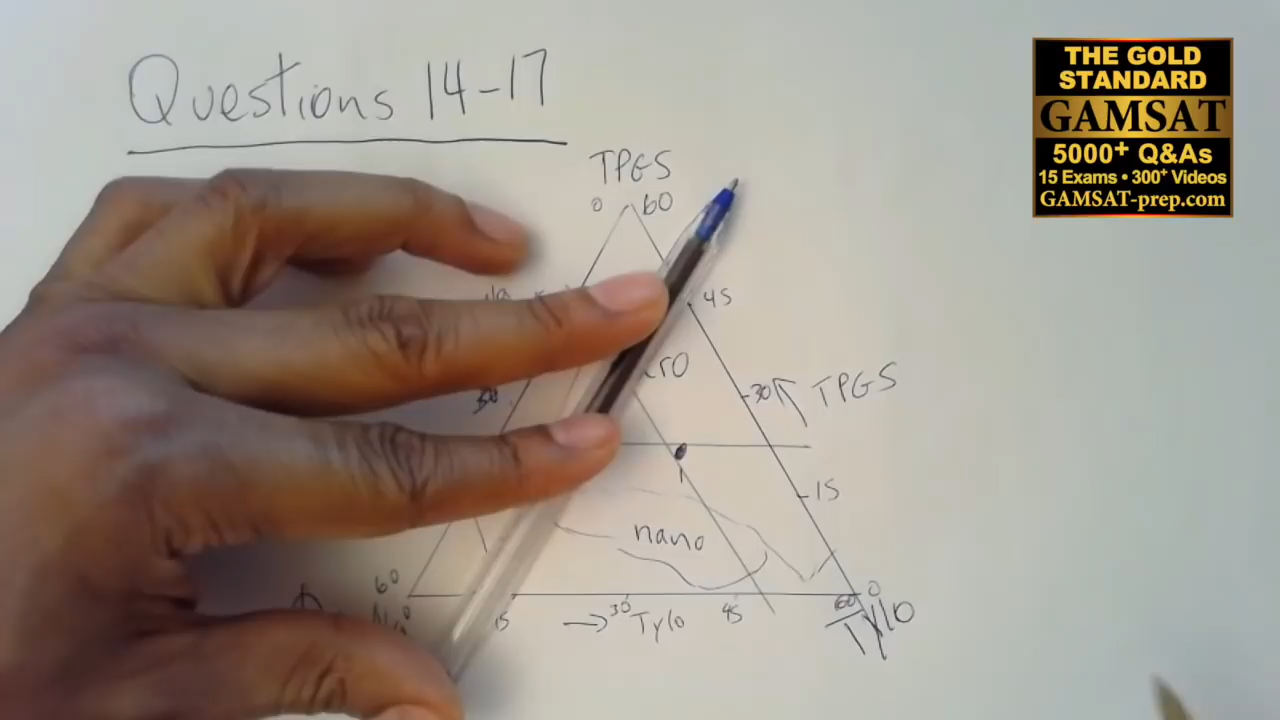 Questions 14-17
THE GOLD
STANDARD
GAMSAT
5000+ Q&As
15 Exams • 300+ Videos
GAMSAT-prep.com
TPGS
0 60
45
30 TPGS
15
nano
60 0
15 → 30 Tylo 45 60
Tylo